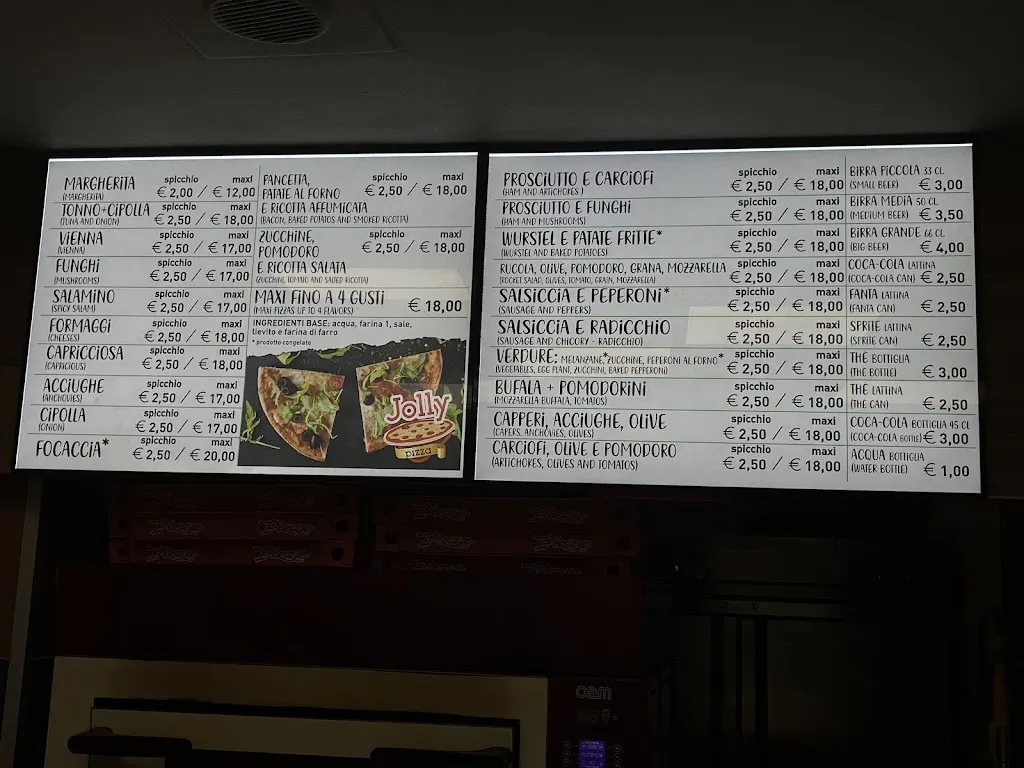 spicchio maxi
MARGHERITA € 2,00 / € 12,00
(MARGHERITA)
spicchio maxi
TONNO+CIPOLLA € 2,50 / € 18,00
(TUNA AND ONION)
spicchio maxi
VIENNA € 2,50 / € 17,00
(VIENNA)
spicchio maxi
FUNGHI € 2,50 / € 17,00
(MUSHROOMS)
spicchio maxi
SALAMINO € 2,50 / € 17,00
(SPICY SALAM)
spicchio maxi
FORMAGGI € 2,50 / € 18,00
(CHEESES)
spicchio maxi
CAPRICCIOSA € 2,50 / € 18,00
(CAPRICIOUS)
spicchio maxi
ACCIUGHE € 2,50 / € 17,00
(ANCHOVIES)
spicchio maxi
CIPOLLA € 2,50 / € 17,00
(ONION)
spicchio maxi
FOCACCIA* € 2,50 / € 20,00
PANCETTA, spicchio maxi
PATATE AL FORNO € 2,50 / € 18,00
E RICOTTA AFFUMICATA
(BACON, BAKED POTATOS AND SMOKED RICOTTA)
ZUCCHINE, spicchio maxi
POMODORO € 2,50 / € 18,00
E RICOTTA SALATA
(ZUCCHINI, TOMATO AND SALTED RICOTTA)
MAXI FINO A 4 GUSTI € 18,00
(MAXI PIZZAS UP TO 4 FLAVORS)
INGREDIENTI BASE: acqua, farina 1, sale,
lievito e farina di farro
* prodotto congelato
Jolly
pizza
spicchio maxi
PROSCIUTTO E CARCIOFI € 2,50 / € 18,00
(HAM AND ARTICHOKES )
spicchio maxi
PROSCIUTTO E FUNGHI € 2,50 / € 18,00
(HAM AND MUSHROOMS)
spicchio maxi
WURSTEL E PATATE FRITTE* € 2,50 / € 18,00
(WURSTEL AND BAKED POTATOES)
spicchio maxi
RUCOLA, OLIVE, POMODORO, GRANA, MOZZARELLA € 2,50 / € 18,00
(ROCKET SALAD, OLIVES, TOMATO, GRAIN, MOZZARELLA)
spicchio maxi
SALSICCIA E PEPERONI* € 2,50 / € 18,00
(SAUSAGE AND PEPPERS)
spicchio maxi
SALSICCIA E RADICCHIO € 2,50 / € 18,00
(SAUSAGE AND CHICORY - RADICCHIO)
spicchio maxi
VERDURE: MELANZANE*ZUCCHINE, PEPERONI AL FORNO* € 2,50 / € 18,00
(VEGETABLES, EGG PLANT, ZUCCHINI, BAKED PEPPERONI)
spicchio maxi
BUFALA + POMODORINI € 2,50 / € 18,00
(MOZZARELLA BUFALA, TOMATOS)
spicchio maxi
CAPPERI, ACCIUGHE, OLIVE € 2,50 / € 18,00
(CAPERS, ANCHOVIES, OLIVES)
spicchio maxi
CARCIOFI, OLIVE E POMODORO € 2,50 / € 18,00
(ARTICHOKES, OLIVES AND TOMATOS)
BIRRA PICCOLA 33 CL
(SMALL BEER) € 3,00
BIRRA MEDIA 50 CL
(MEDIUM BEER) € 3,50
BIRRA GRANDE 66 CL
(BIG BEER) € 4,00
COCA-COLA LATTINA
(COCA-COLA CAN) € 2,50
FANTA LATTINA
(FANTA CAN) € 2,50
SPRITE LATTINA
(SPRITE CAN) € 2,50
THÈ BOTTIGLIA
(THE BOTTLE) € 3,00
THÈ LATTINA
(THE CAN) € 2,50
COCA-COLA BOTTIGLIA 45 CL
(COCA-COLA BOTTLE) € 3,00
ACQUA BOTTIGLIA
(WATER BOTTLE) € 1,00
oem